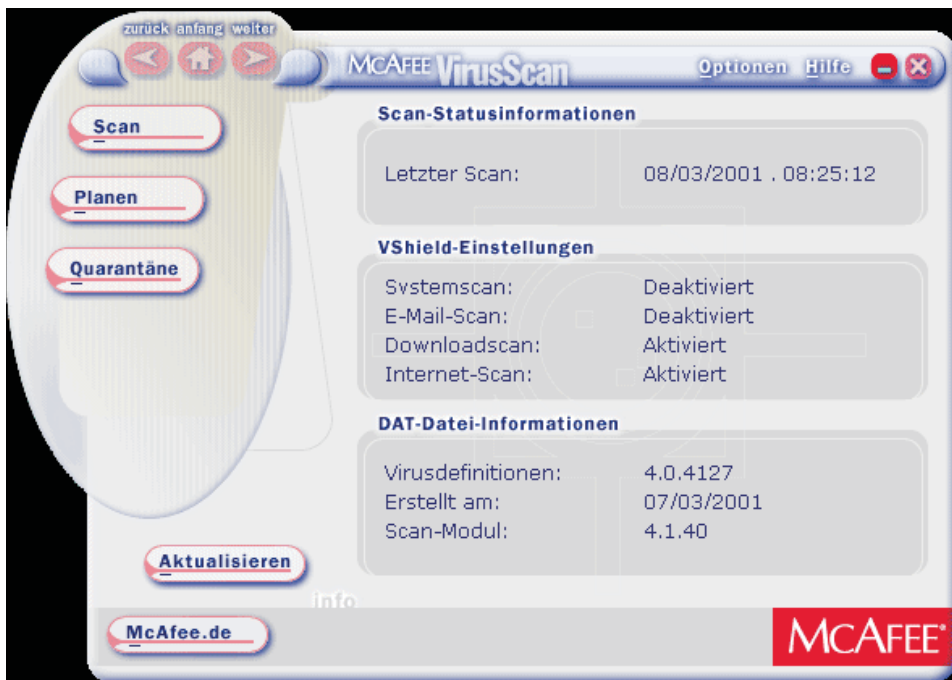 zurück anfang weiter
McAFEE VirusScan
Optionen Hilfe
Scan
Planen
Quarantäne
Scan-Statusinformationen
Letzter Scan: 08/03/2001 . 08:25:12
VShield-Einstellungen
Systemscan: Deaktiviert
E-Mail-Scan: Deaktiviert
Downloadscan: Aktiviert
Internet-Scan: Aktiviert
DAT-Datei-Informationen
Virusdefinitionen: 4.0.4127
Erstellt am: 07/03/2001
Scan-Modul: 4.1.40
Aktualisieren
info
McAfee.de
McAFEE®